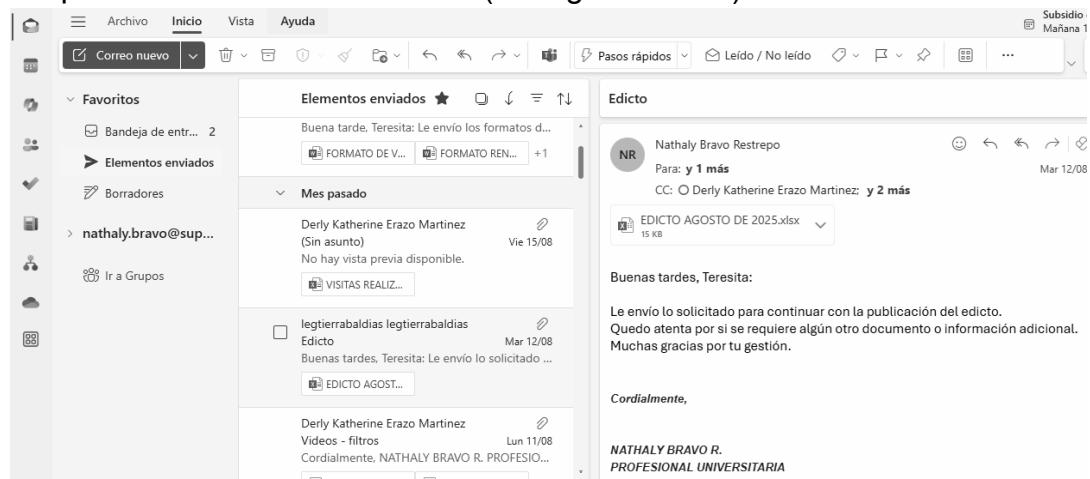 Archivo Inicio Vista Ayuda
Subsidio
Mañana 1
Correo nuevo
Pasos rápidos
Leído / No leído
Favoritos
Bandeja de entr... 2
Elementos enviados
Borradores
nathaly.bravo@sup...
Ir a Grupos
Elementos enviados
Buena tarde, Teresita: Le envío los formatos d...
FORMATO DE V... FORMATO REN... +1
Mes pasado
Derly Katherine Erazo Martinez
(Sin asunto) Vie 15/08
No hay vista previa disponible.
VISITAS REALIZ...
legtierrabaldias legtierrabaldias
Edicto Mar 12/08
Buenas tardes, Teresita: Le envío lo solicitado ...
EDICTO AGOST...
Derly Katherine Erazo Martinez
Videos - filtros Lun 11/08
Cordialmente, NATHALY BRAVO R. PROFESIO...
Edicto
NR
Nathaly Bravo Restrepo
Para: y 1 más Mar 12/08
CC: Derly Katherine Erazo Martinez; y 2 más
EDICTO AGOSTO DE 2025.xlsx
15 KB
Buenas tardes, Teresita:
Le envío lo solicitado para continuar con la publicación del edicto.
Quedo atenta por si se requiere algún otro documento o información adicional.
Muchas gracias por tu gestión.
Cordialmente,
NATHALY BRAVO R.
PROFESIONAL UNIVERSITARIA